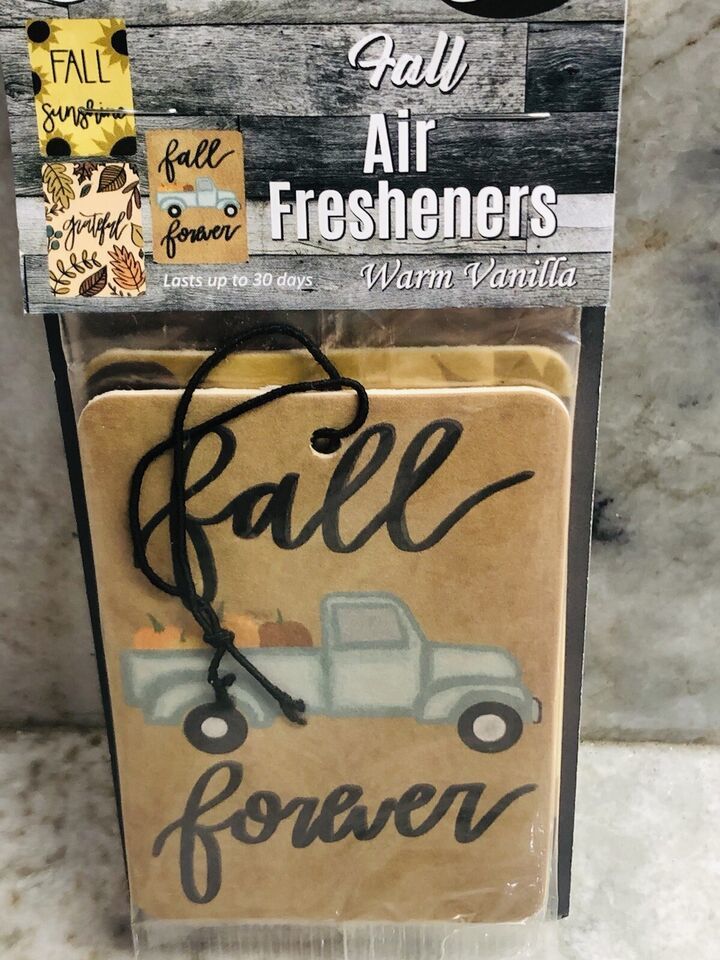 FALL
sunshine
grateful
fall
forever
Fall
Air
Fresheners
Lasts up to 30 days
Warm Vanilla
fall
forever